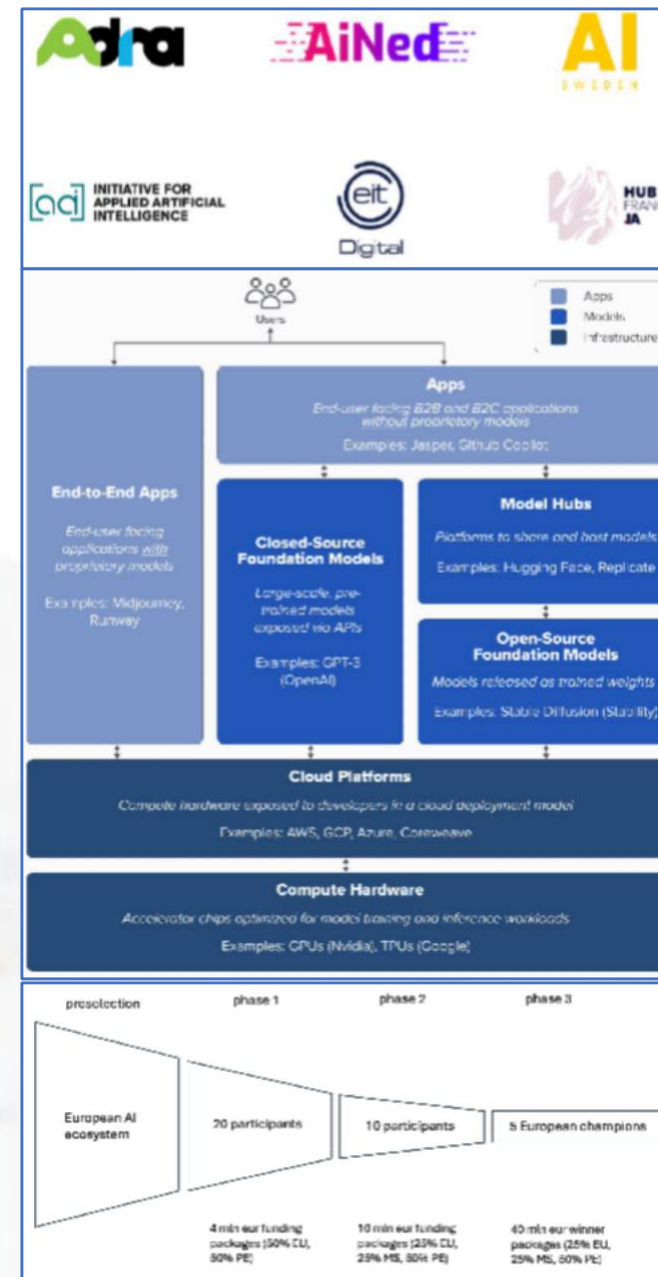 Adra
AiNed
AI
SWEDEN
[aai] INITIATIVE FOR
APPLIED ARTIFICIAL
INTELLIGENCE
eit
Digital
HUB
FRANC
IA
Users
Apps
Models
Infrastructure
Apps
End-user facing B2B and B2C applications
without proprietary models
Examples: Jasper, Github Copilot
End-to-End Apps
End-user facing
applications with
proprietary models
Examples: Midjourney,
Runway
Closed-Source
Foundation Models
Large-scale, pre-
trained models
exposed via APIs
Examples: GPT-3
(OpenAI)
Model Hubs
Platforms to share and host models
Examples: Hugging Face, Replicate
Open-Source
Foundation Models
Models released as trained weights
Examples: Stable Diffusion (Stability)
Cloud Platforms
Compute hardware exposed to developers in a cloud deployment model
Examples: AWS, GCP, Azure, Coreweave
Compute Hardware
Accelerator chips optimized for model training and inference workloads
Examples: GPUs (Nvidia), TPUs (Google)
preselection
phase 1
phase 2
phase 3
European AI
ecosystem
20 participants
10 participants
5 European champions
4 mln eur funding
packages (50% EU,
50% PE)
10 mln eur funding
packages (25% EU,
25% MS, 50% PE)
40 mln eur winner
packages (25% EU,
25% MS, 50% PE)